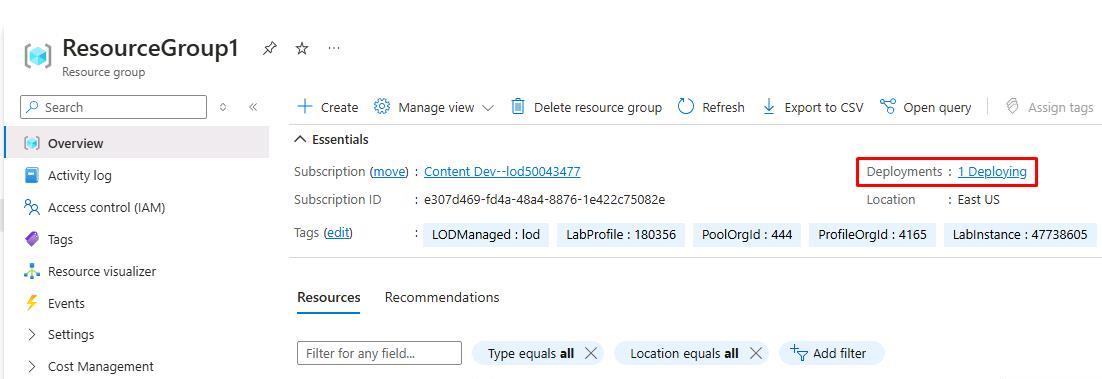 ResourceGroup1
Resource group
Search
Overview
Activity log
Access control (IAM)
Tags
Resource visualizer
Events
Settings
Cost Management
Create Manage view Delete resource group Refresh Export to CSV Open query Assign tags
Essentials
Subscription (move) : Content Dev--lod50043477
Deployments : 1 Deploying
Subscription ID : e307d469-fd4a-48a4-8876-1e422c75082e
Location : East US
Tags (edit) : LODManaged : lod LabProfile : 180356 PoolOrgId : 444 ProfileOrgId : 4165 LabInstance : 47738605
Resources Recommendations
Filter for any field... Type equals all Location equals all Add filter